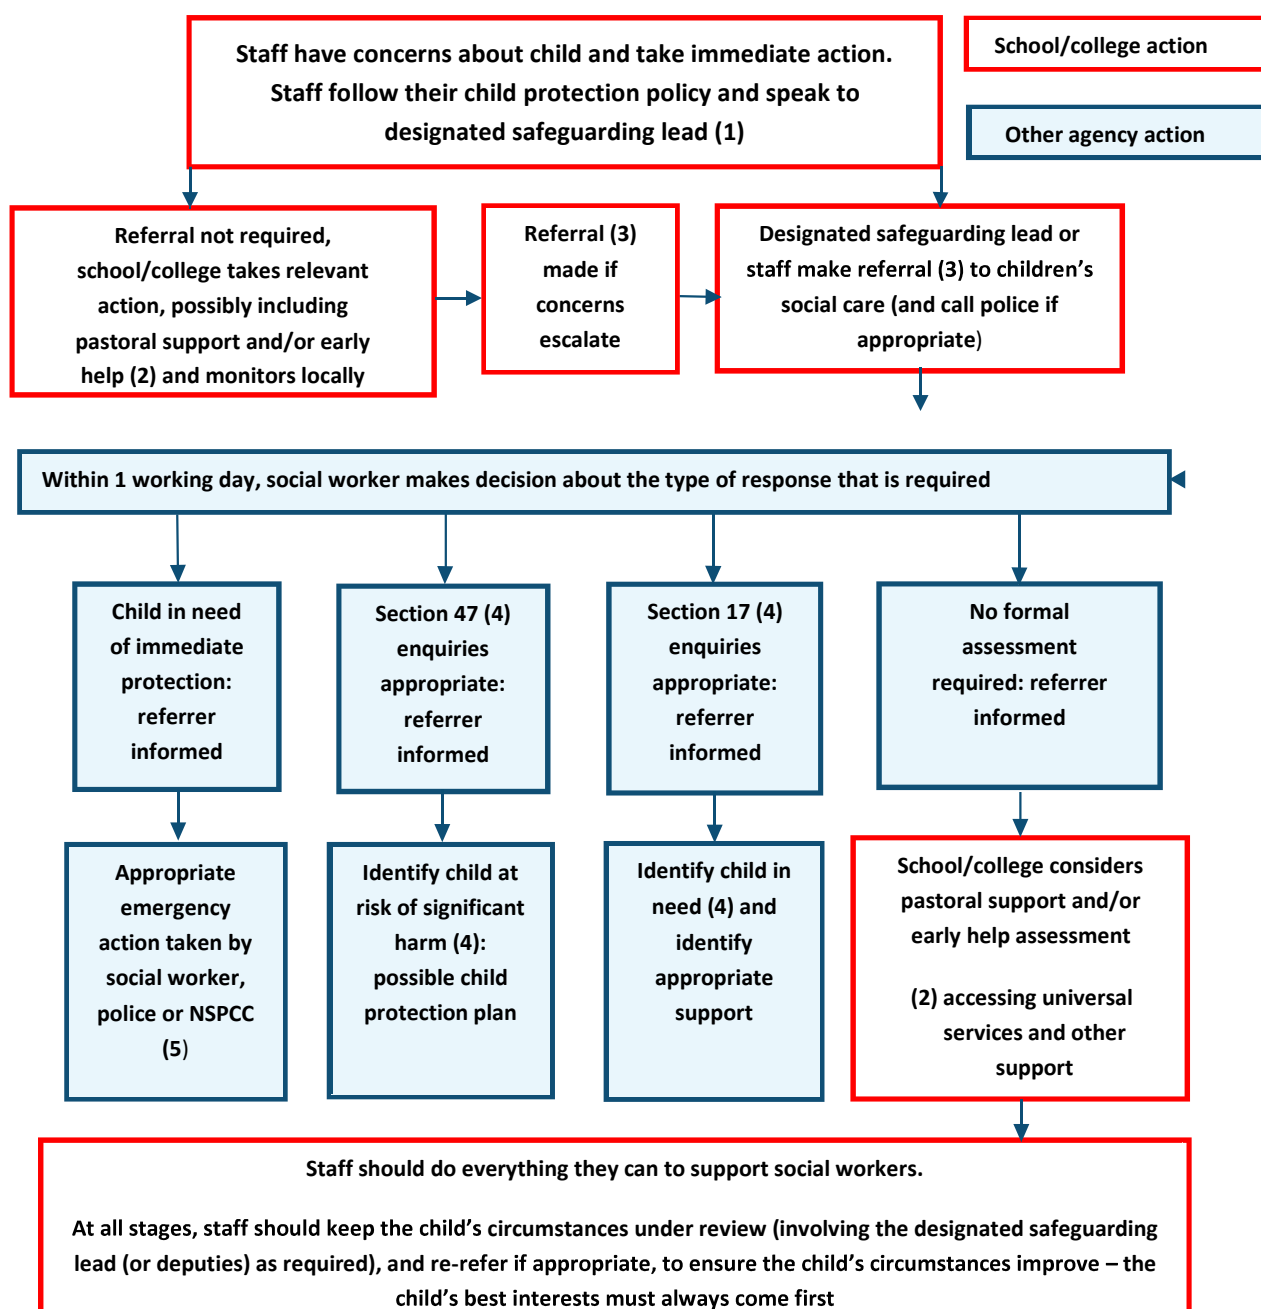 Staff have concerns about child and take immediate action.
Staff follow their child protection policy and speak to
designated safeguarding lead (1)
School/college action
Other agency action
Referral not required,
school/college takes relevant
action, possibly including
pastoral support and/or early
help (2) and monitors locally
Referral (3)
made if
concerns
escalate
Designated safeguarding lead or
staff make referral (3) to children’s
social care (and call police if
appropriate)
Within 1 working day, social worker makes decision about the type of response that is required
Child in need
of immediate
protection:
referrer
informed
Section 47 (4)
enquiries
appropriate:
referrer
informed
Section 17 (4)
enquiries
appropriate:
referrer
informed
No formal
assessment
required: referrer
informed
Appropriate
emergency
action taken by
social worker,
police or NSPCC
(5)
Identify child at
risk of significant
harm (4):
possible child
protection plan
Identify child in
need (4) and
identify
appropriate
support
School/college considers
pastoral support and/or
early help assessment
(2) accessing universal
services and other
support
Staff should do everything they can to support social workers.
At all stages, staff should keep the child’s circumstances under review (involving the designated safeguarding
lead (or deputies) as required), and re-refer if appropriate, to ensure the child’s circumstances improve – the
child’s best interests must always come first